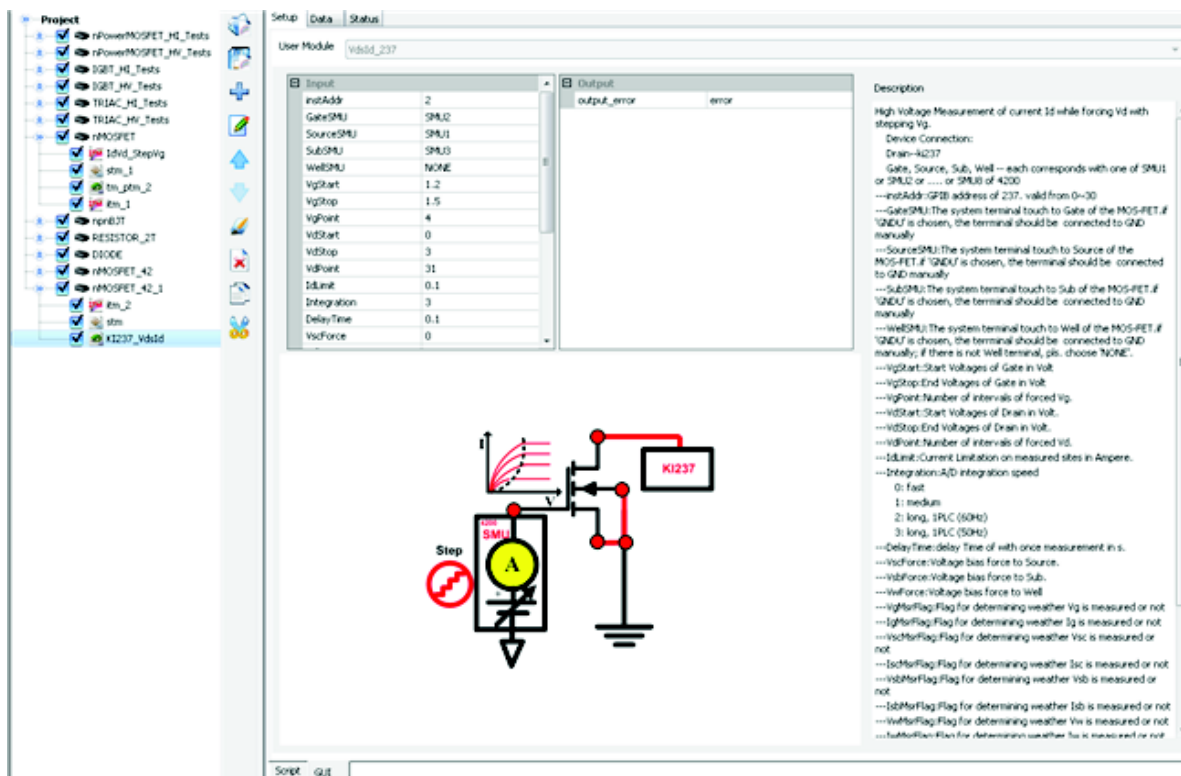 Project
nPowerMOSFET_HI_Tests
nPowerMOSFET_HV_Tests
IGBT_HI_Tests
IGBT_HV_Tests
TRIAC_HI_Tests
TRIAC_HV_Tests
nMOSFET
IdVd_StepVg
stm_1
tm_ptm_2
itm_1
npnBJT
RESISTOR_2T
DIODE
nMOSFET_42
nMOSFET_42_1
itm_2
stm
KI237_VdsId
Setup Data Status
User Module VdsId_237
Input
instAddr 2
GateSMU SMU2
SourceSMU SMU1
SubSMU SMU3
WellSMU NONE
VgStart 1.2
VgStop 1.5
VgPoint 4
VdStart 0
VdStop 3
VdPoint 31
IdLimit 0.1
Integration 3
DelayTime 0.1
VscForce 0
Output
output_error error
I
V
KI237
4200
SMU
A
Step
Description
High Voltage Measurement of current Id while forcing Vd with
stepping Vg.
Device Connection:
Drain--ki237
Gate, Source, Sub, Well -- each corresponds with one of SMU1
or SMU2 or ..... or SMU8 of 4200
---instAddr:GPIB address of 237. valid from 0~30
---GateSMU:The system terminal touch to Gate of the MOS-FET.if
'GNDU' is chosen, the terminal should be connected to GND
manually
---SourceSMU:The system terminal touch to Source of the
MOS-FET.if 'GNDU' is chosen, the terminal should be connected
to GND manually
---SubSMU:The system terminal touch to Sub of the MOS-FET.if
'GNDU' is chosen, the terminal should be connected to GND
manually
---WellSMU:The system terminal touch to Well of the MOS-FET.if
'GNDU' is chosen, the terminal should be connected to GND
manually; if there is not Well terminal, pls. choose 'NONE'.
---VgStart:Start Voltages of Gate in Volt
---VgStop:End Voltages of Gate in Volt
---VgPoint:Number of intervals of forced Vg.
---VdStart:Start Voltages of Drain in Volt.
---VdStop:End Voltages of Drain in Volt.
---VdPoint:Number of intervals of forced Vd.
---IdLimit:Current Limitation on measured sites in Ampere.
---Integration:A/D integration speed
0: fast
1: medium
2: long, 1PLC (60Hz)
3: long, 1PLC (50Hz)
---DelayTime:delay Time of with once measurement in s.
---VscForce:Voltage bias force to Source.
---VsbForce:Voltage bias force to Sub.
---VwForce:Voltage bias force to Well
---VgMsrFlag:Flag for determining weather Vg is measured or not
---IgMsrFlag:Flag for determining weather Ig is measured or not
---VscMsrFlag:Flag for determining weather Vsc is measured or
not
---IscMsrFlag:Flag for determining weather Isc is measured or not
---VsbMsrFlag:Flag for determining weather Vsb is measured or
not
---IsbMsrFlag:Flag for determining weather Isb is measured or not
---VwMsrFlag:Flag for determining weather Vw is measured or not
---IwMsrFlag:Flag for determining weather Iw is measured or not
Script GUI